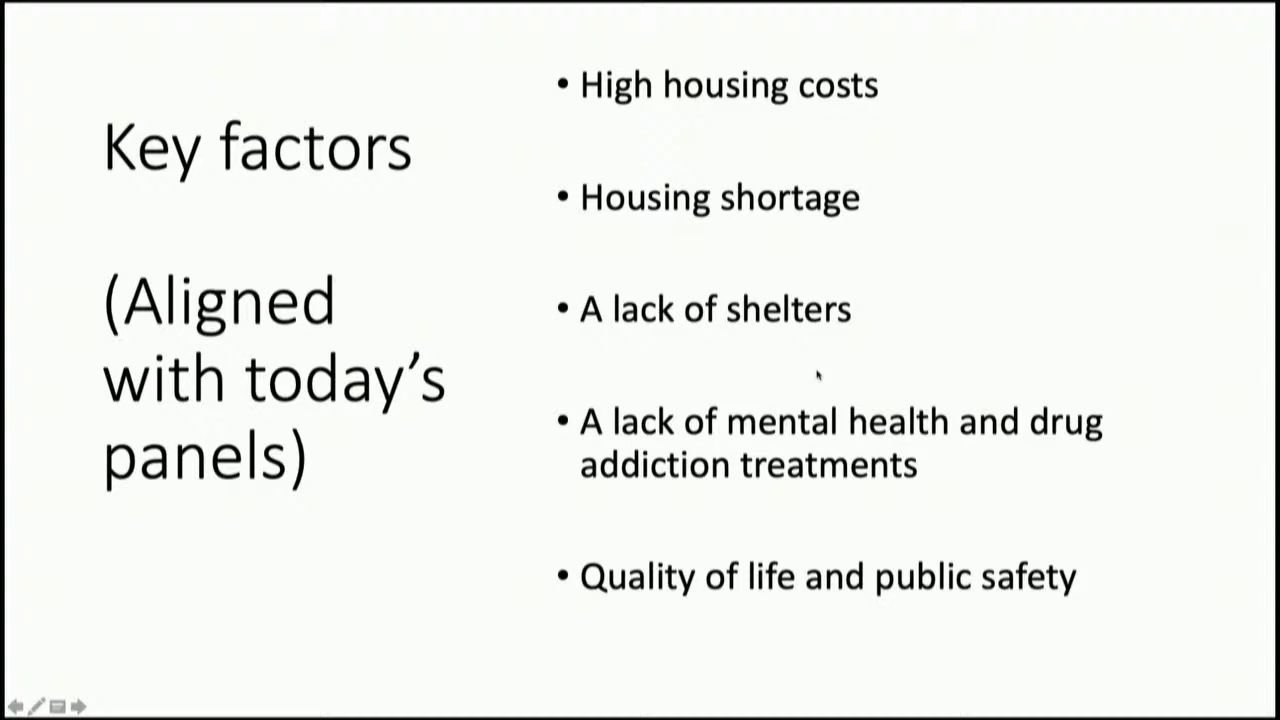 Key factors
(Aligned
with today’s
panels)
• High housing costs
• Housing shortage
• A lack of shelters
• A lack of mental health and drug
addiction treatments
• Quality of life and public safety